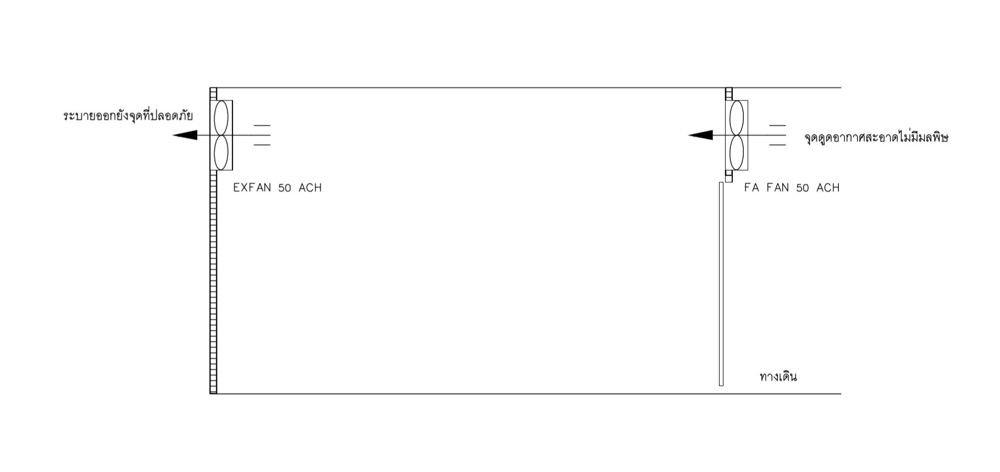 ระบายออกยังจุดที่ปลอดภัย
จุดดูดอากาศสะอาดไม่มีมลพิษ
EXFAN 50 ACH
FA FAN 50 ACH
ทางเดิน